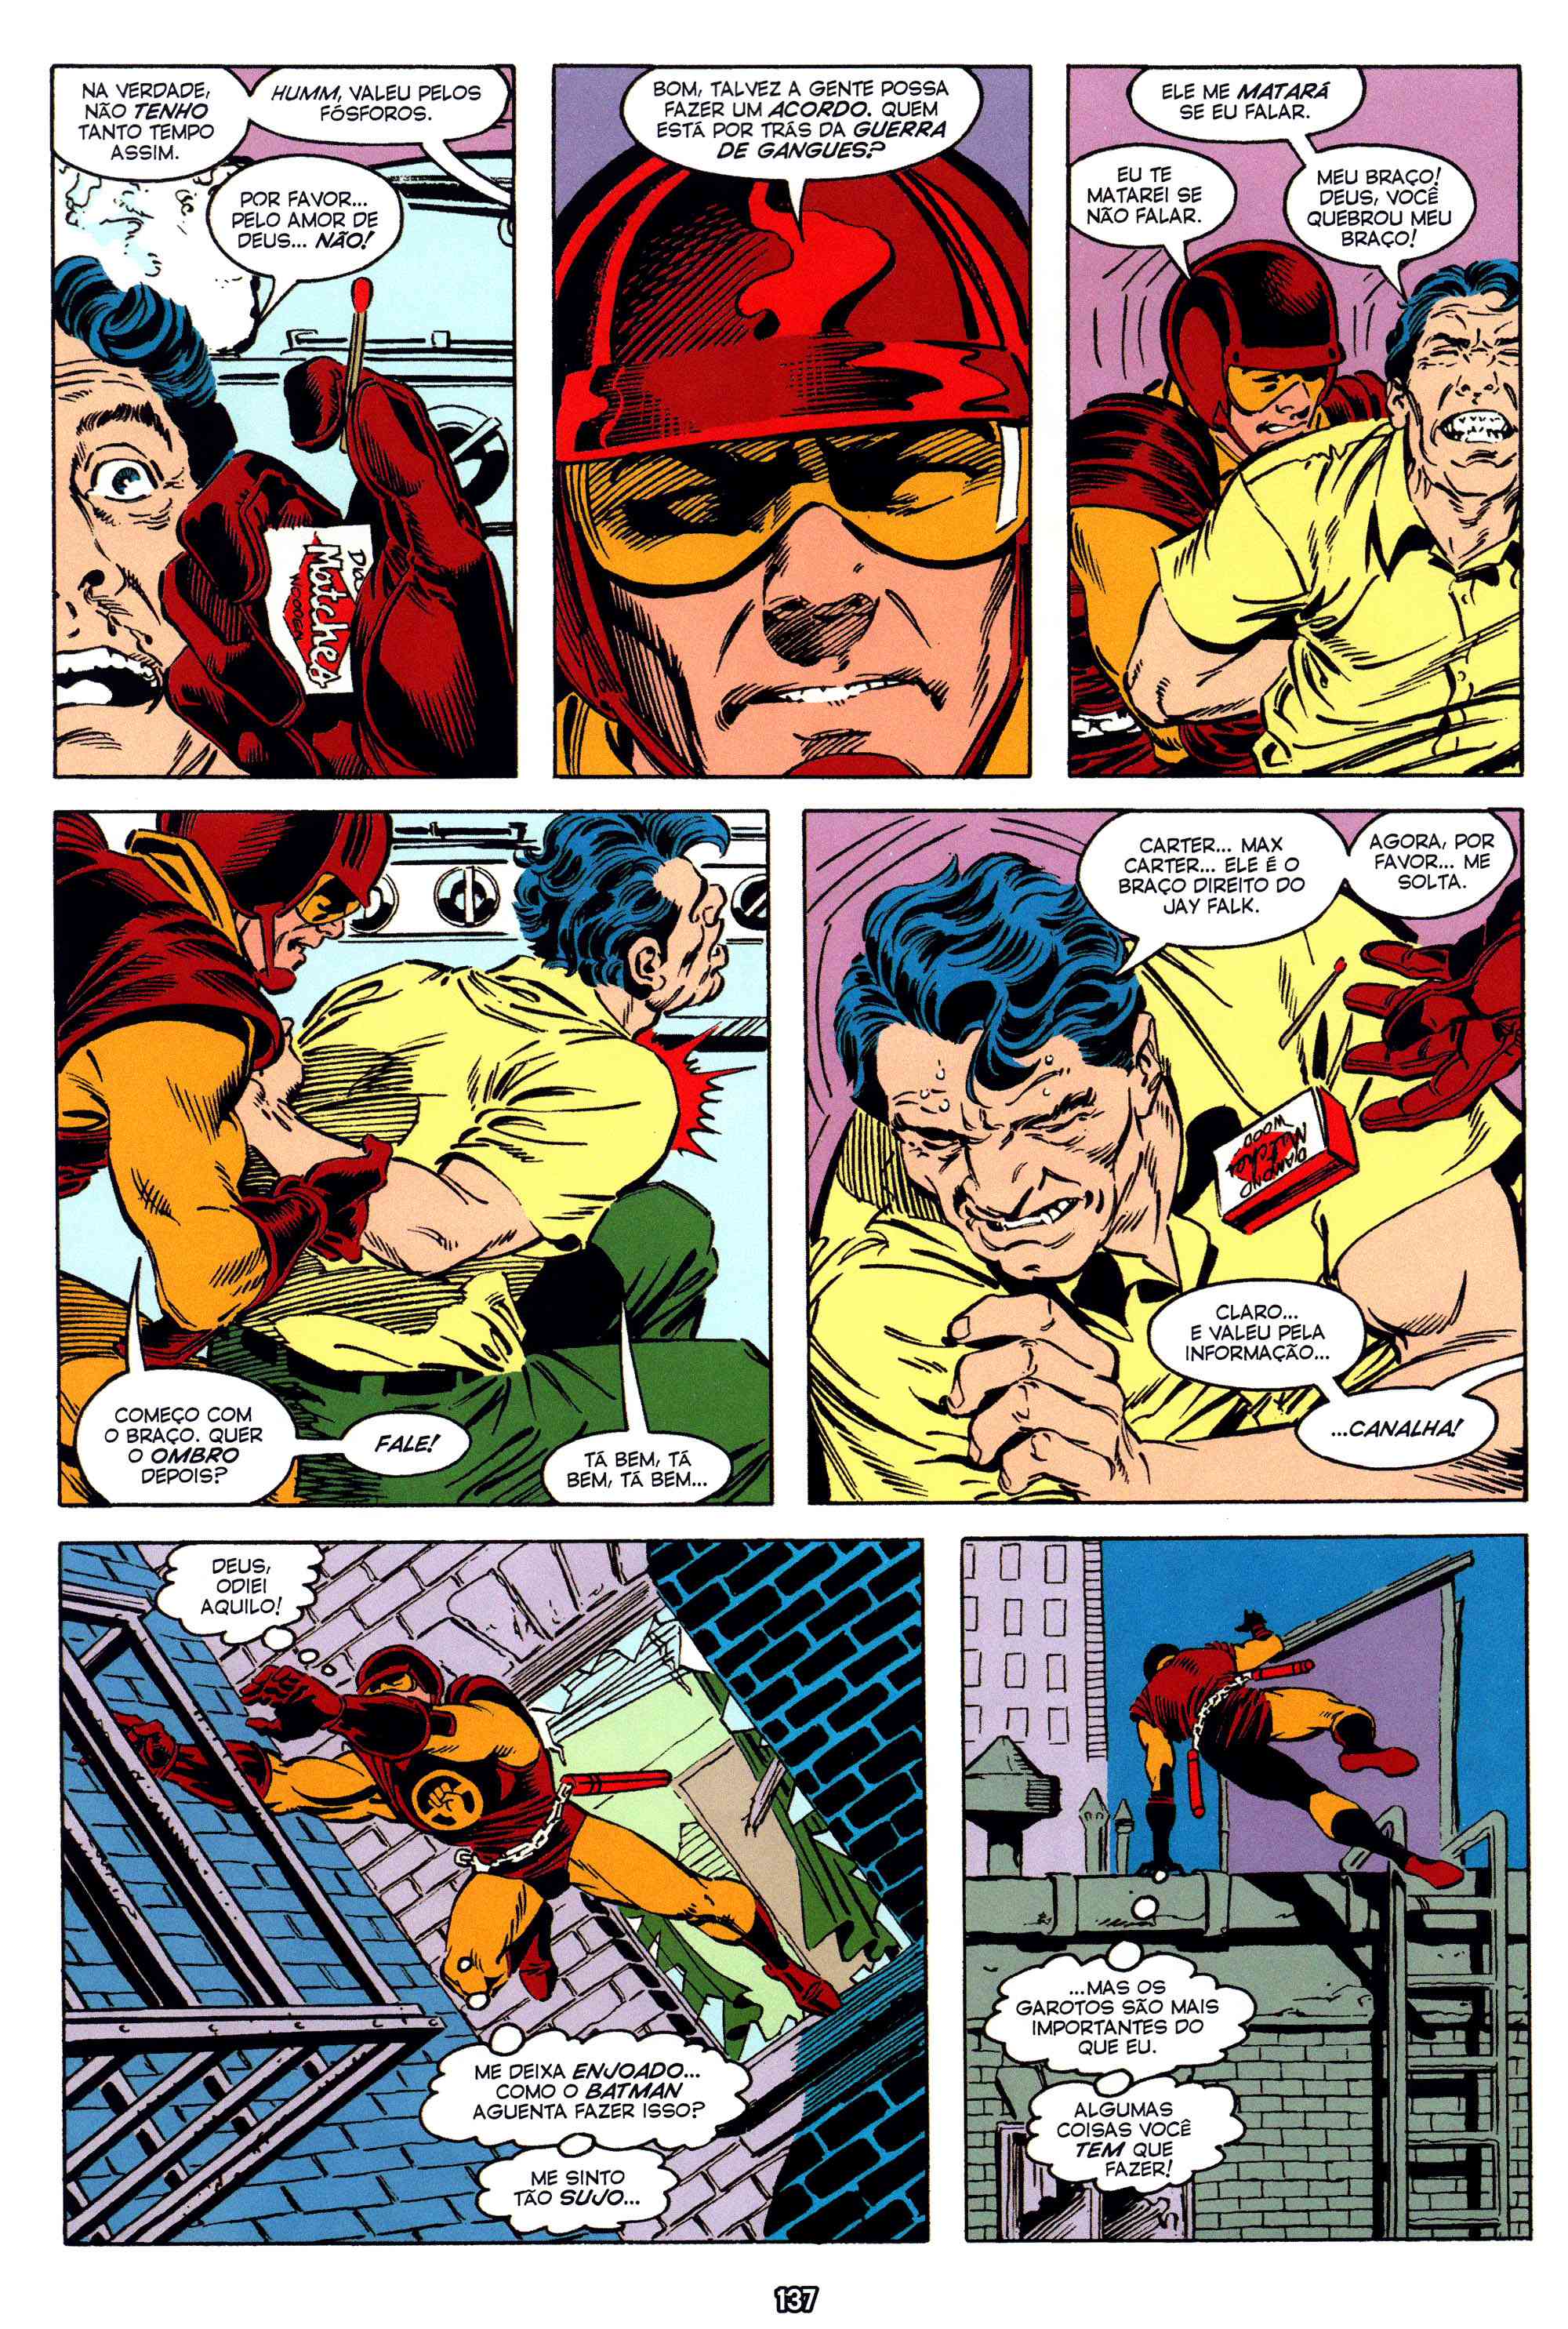 NA VERDADE,
NÃO TENHO
TANTO TEMPO
ASSIM.
HUMM, VALEU PELOS
FÓSFOROS.
POR FAVOR...
PELO AMOR DE
DEUS... NÃO!
Matches
WOODEN
BOM, TALVEZ A GENTE POSSA
FAZER UM ACORDO. QUEM
ESTÁ POR TRÁS DA GUERRA
DE GANGUES?
ELE ME MATARÁ
SE EU FALAR.
EU TE
MATAREI SE
NÃO FALAR.
MEU BRAÇO!
DEUS, VOCÊ
QUEBROU MEU
BRAÇO!
COMEÇO COM
O BRAÇO. QUER
O OMBRO
DEPOIS?
FALE!
TÁ BEM, TÁ
BEM, TÁ BEM...
CARTER... MAX
CARTER... ELE É O
BRAÇO DIREITO DO
JAY FALK.
AGORA, POR
FAVOR... ME
SOLTA.
DIAMOND
Matches
WOOD
CLARO...
E VALEU PELA
INFORMAÇÃO...
...CANALHA!
DEUS,
ODIEI
AQUILO!
ME DEIXA ENJOADO...
COMO O BATMAN
AGUENTA FAZER ISSO?
ME SINTO
TÃO SUJO...
...MAS OS
GAROTOS SÃO MAIS
IMPORTANTES DO
QUE EU.
ALGUMAS
COISAS VOCÊ
TEM QUE
FAZER!
137